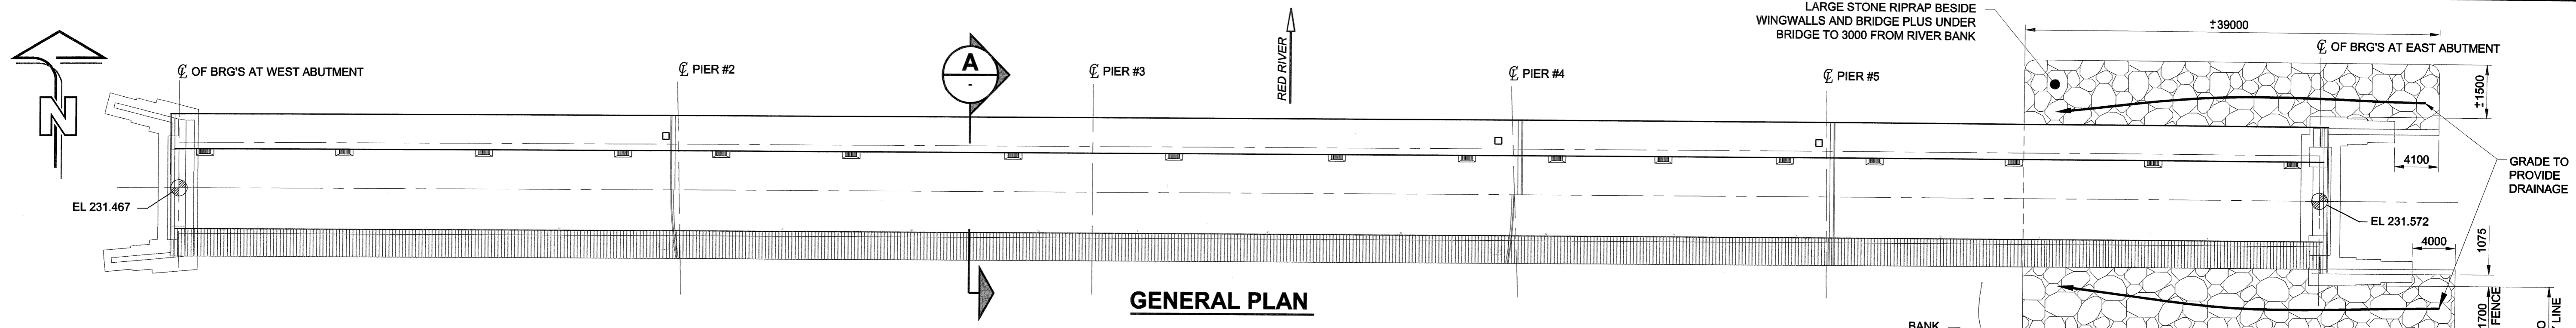 LARGE STONE RIPRAP BESIDE
WINGWALLS AND BRIDGE PLUS UNDER
BRIDGE TO 3000 FROM RIVER BANK
±39000
℄ OF BRG'S AT WEST ABUTMENT
℄ PIER #2
A
-
℄ PIER #3
RED RIVER
℄ PIER #4
℄ PIER #5
℄ OF BRG'S AT EAST ABUTMENT
N
±1500
4100
GRADE TO
PROVIDE
DRAINAGE
EL 231.467
EL 231.572
1075
4000
GENERAL PLAN
BANK
1700
FENCE
LINE